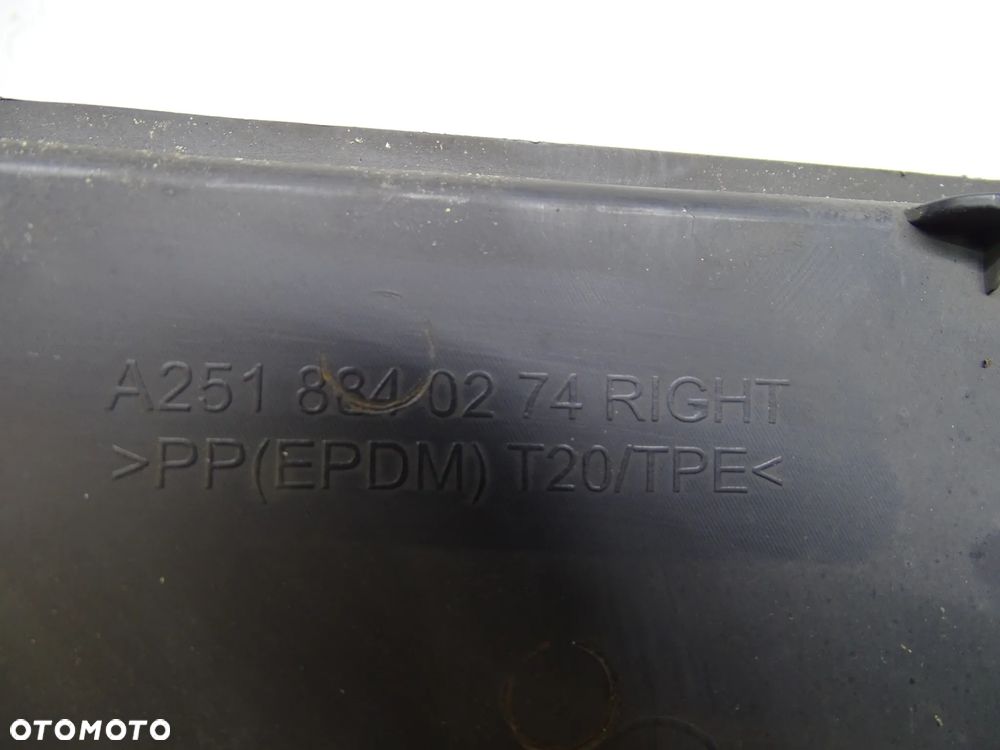 A251 884 02 74 RIGHT
>PP(EPDM) T20/TPE<
OTOMOTO